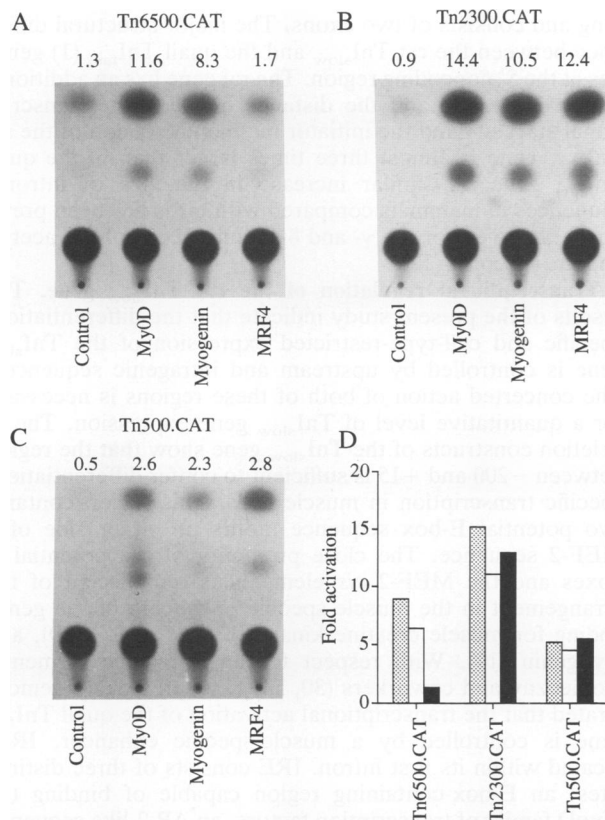 A
Tn6500.CAT
1.3 11.6 8.3 1.7
Control
MyoD
Myogenin
MRF4
B
Tn2300.CAT
0.9 14.4 10.5 12.4
Control
MyoD
Myogenin
MRF4
C
Tn500.CAT
0.5 2.6 2.3 2.8
Control
MyoD
Myogenin
MRF4
D
Fold activation
20
15
10
5
0
Tn6500.CAT
Tn2300.CAT
Tn500.CAT